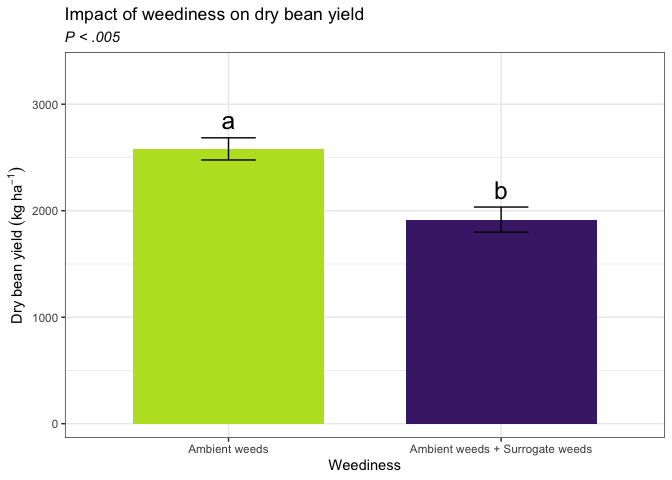 Impact of weediness on dry bean yield
P < .005
Dry bean yield (kg ha⁻¹)
3000
2000
1000
0
a
b
Ambient weeds
Ambient weeds + Surrogate weeds
Weediness